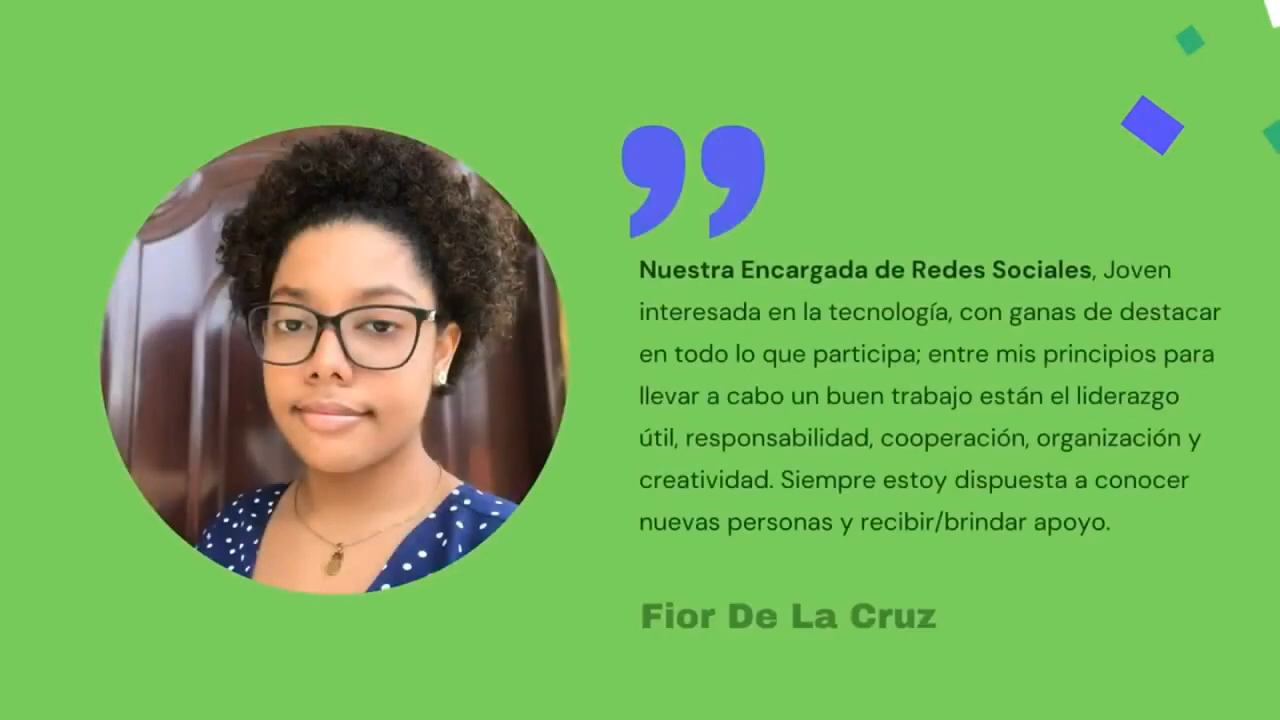 Nuestra Encargada de Redes Sociales, Joven
interesada en la tecnología, con ganas de destacar
en todo lo que participa; entre mis principios para
llevar a cabo un buen trabajo están el liderazgo
útil, responsabilidad, cooperación, organización y
creatividad. Siempre estoy dispuesta a conocer
nuevas personas y recibir/brindar apoyo.
Fior De La Cruz